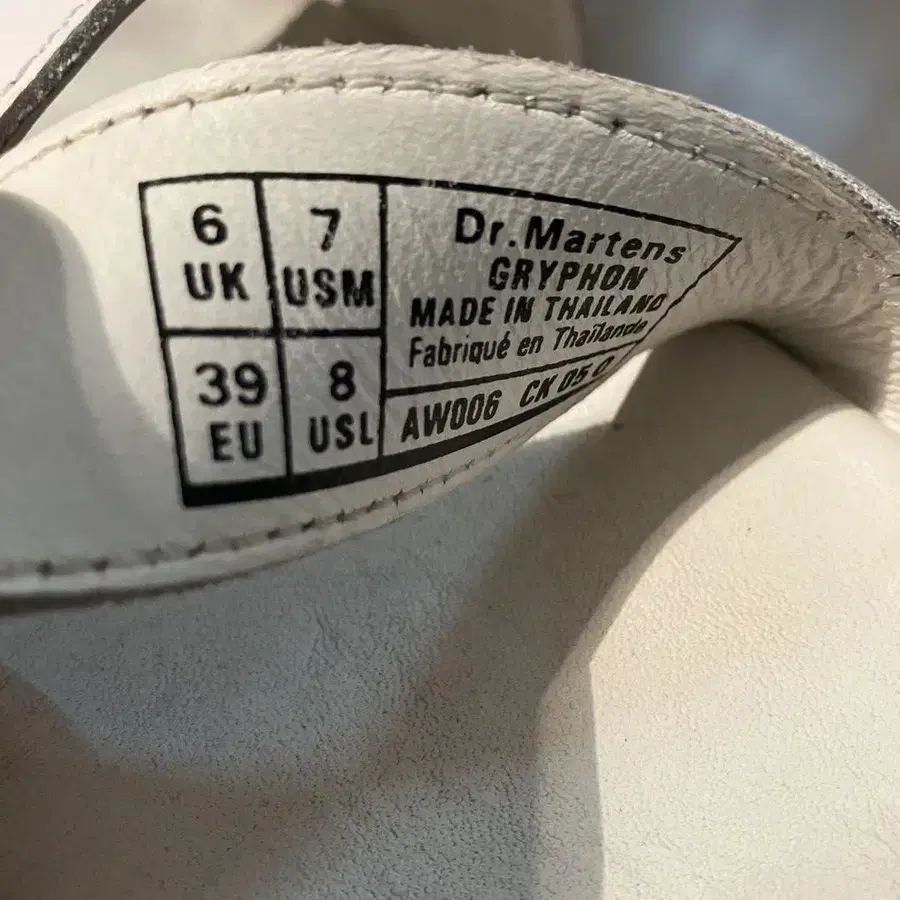 6 UK
7 USM
39 EU
8 USL
Dr.Martens
GRYPHON
MADE IN THAILAND
Fabriqué en Thaïlande
AW006 CK 05 0